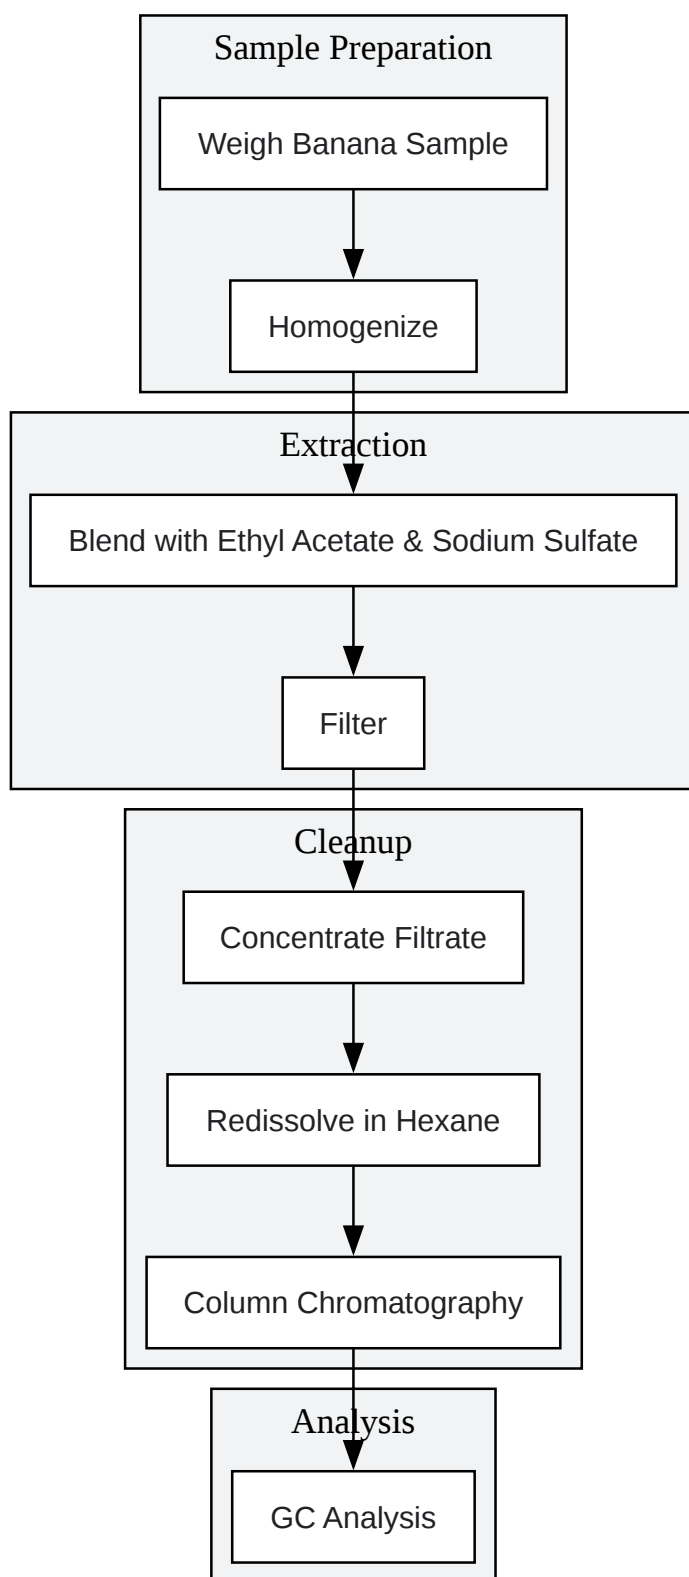 Sample Preparation
Weigh Banana Sample
Homogenize
Extraction
Blend with Ethyl Acetate & Sodium Sulfate
Filter
Cleanup
Concentrate Filtrate
Redissolve in Hexane
Column Chromatography
Analysis
GC Analysis